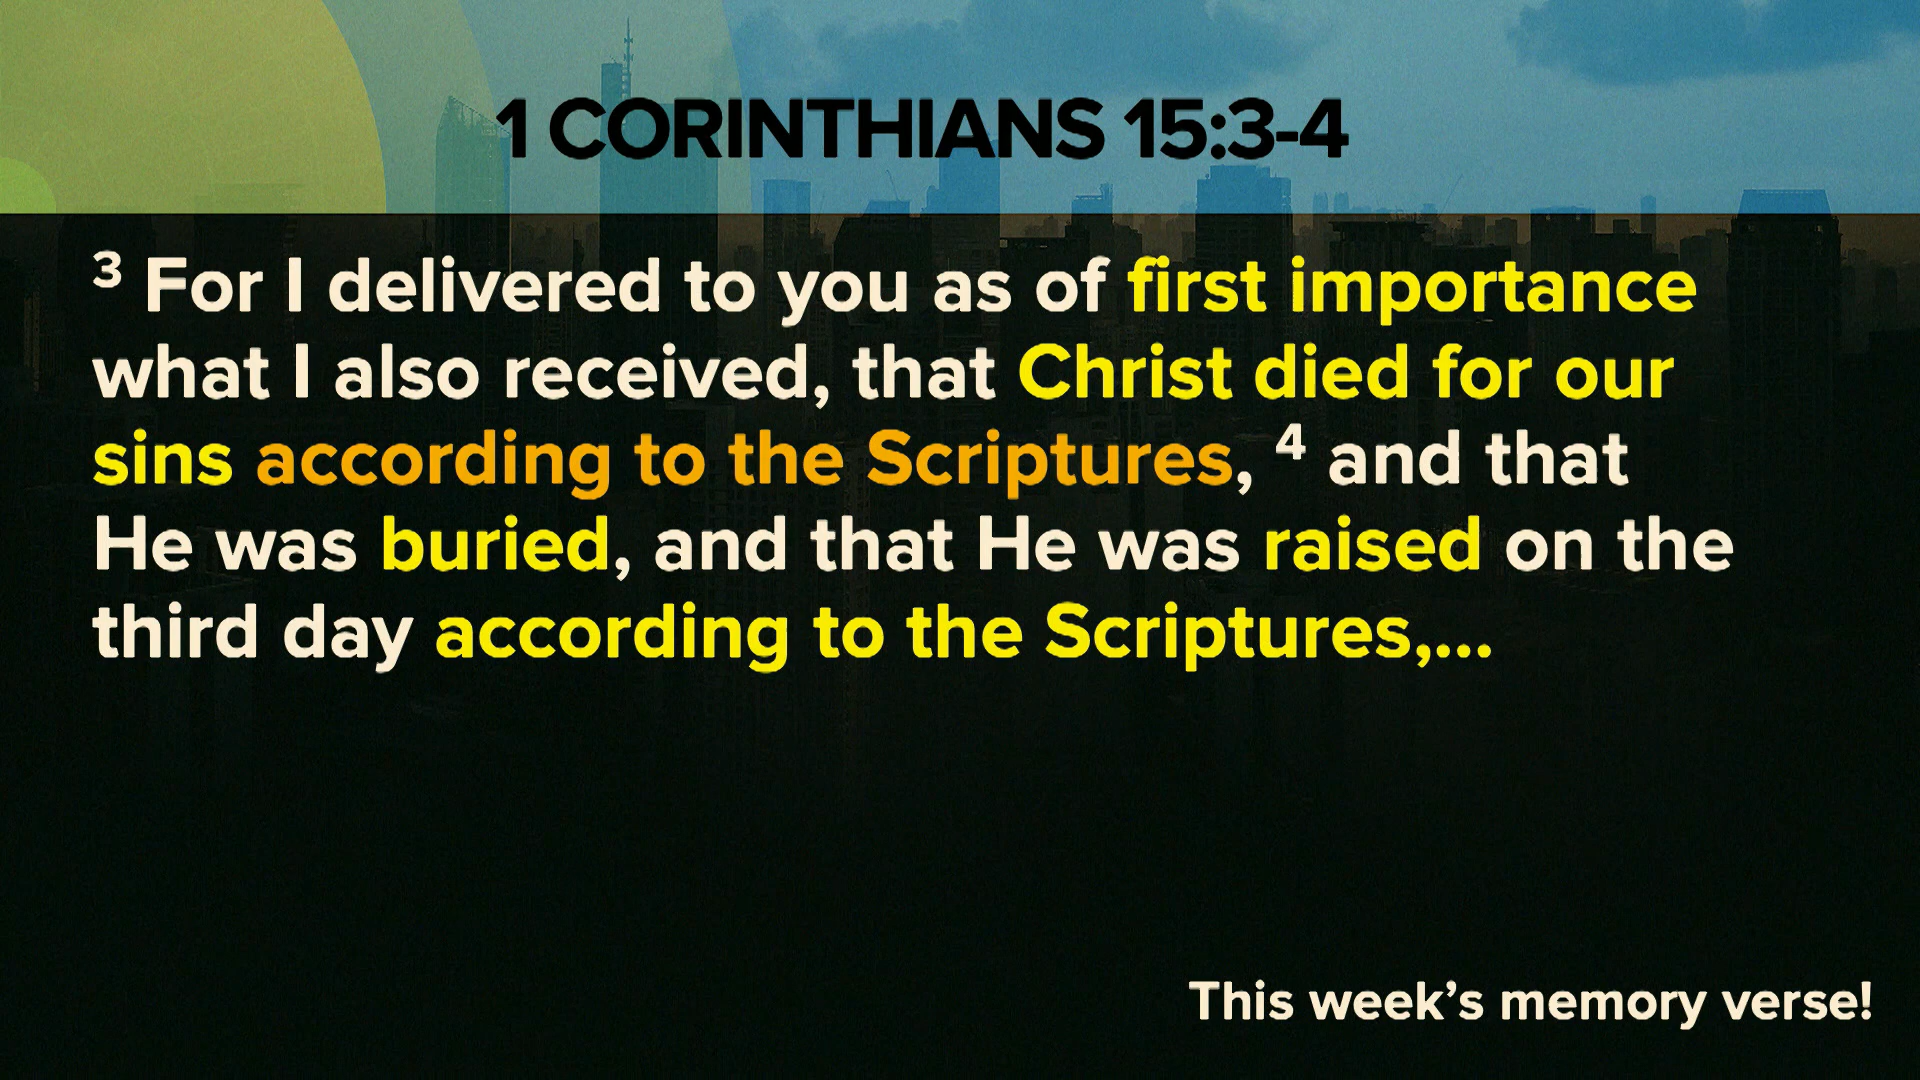 1 CORINTHIANS 15:3-4
³ For I delivered to you as of first importance
what I also received, that Christ died for our
sins according to the Scriptures, ⁴ and that
He was buried, and that He was raised on the
third day according to the Scriptures,...
This week’s memory verse!